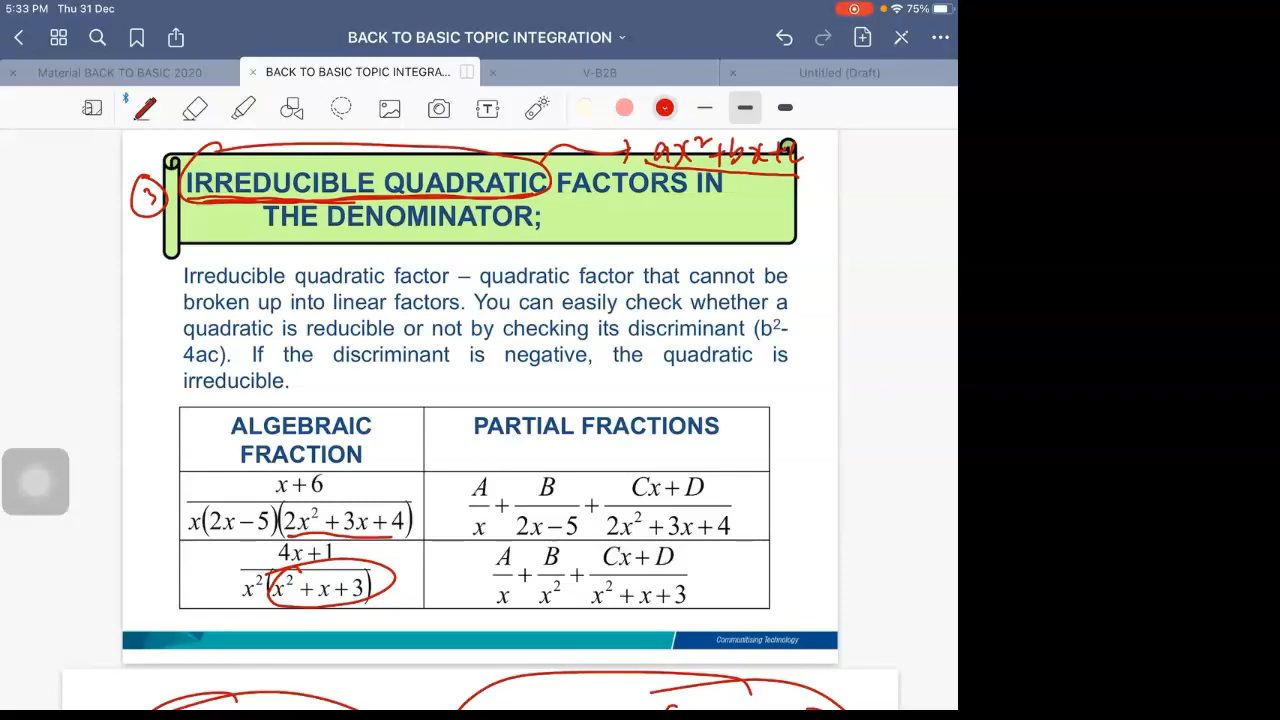 5:33 PM Thu 31 Dec
75%
BACK TO BASIC TOPIC INTEGRATION
Material BACK TO BASIC 2020
BACK TO BASIC TOPIC INTEGRA...
V-B2B
Untitled (Draft)
ax² + bx + c
③
IRREDUCIBLE QUADRATIC FACTORS IN
THE DENOMINATOR;
Irreducible quadratic factor – quadratic factor that cannot be
broken up into linear factors. You can easily check whether a
quadratic is reducible or not by checking its discriminant (b²-
4ac). If the discriminant is negative, the quadratic is
irreducible.
ALGEBRAIC
FRACTION
PARTIAL FRACTIONS
x + 6
x(2x − 5)(2x² + 3x + 4)
A B Cx + D
x + 2x − 5 + 2x² + 3x + 4
4x + 1
x²(x² + x + 3)
A B Cx + D
x + x² + x² + x + 3
Communitising Technology